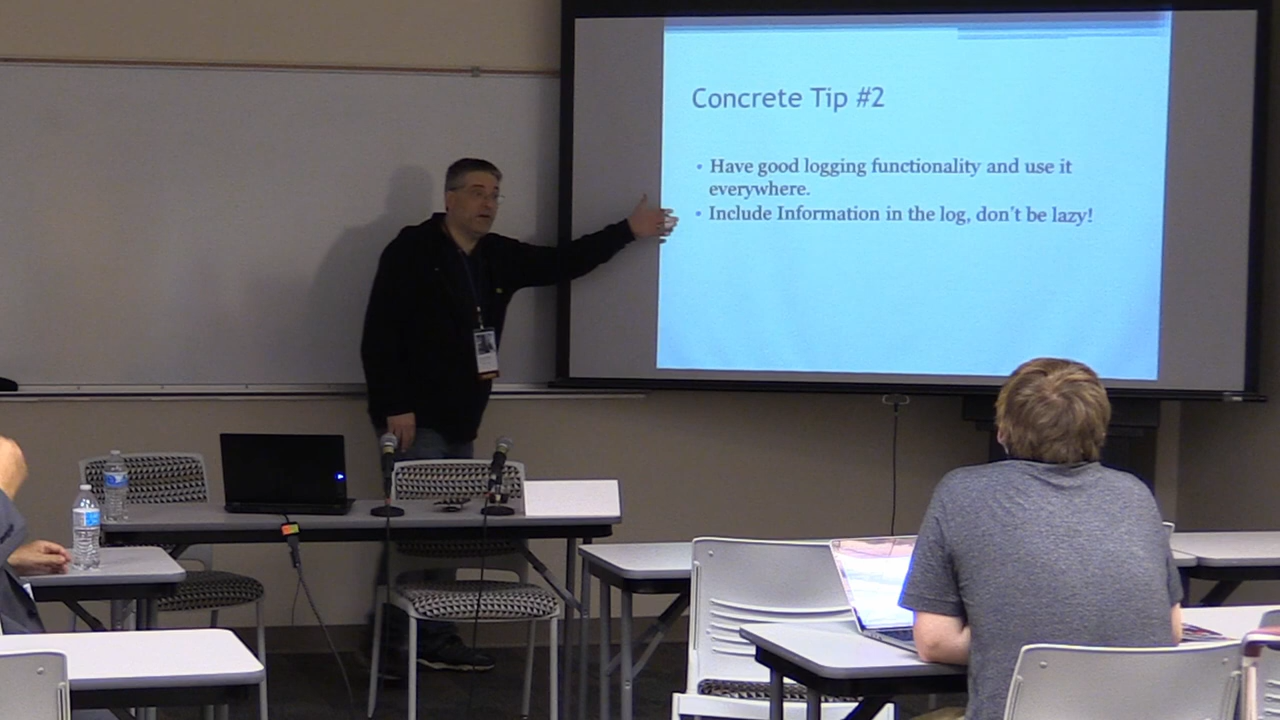 Concrete Tip #2
• Have good logging functionality and use it
everywhere.
• Include Information in the log, don't be lazy!